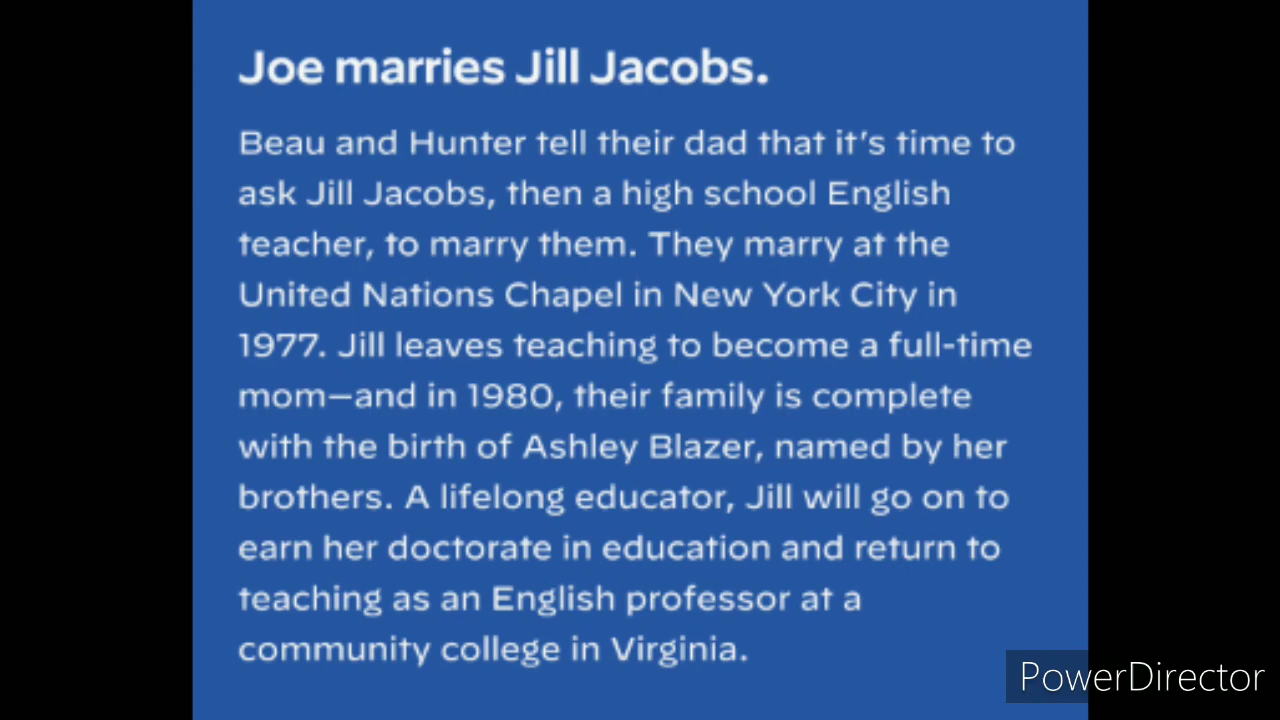 Joe marries Jill Jacobs.
Beau and Hunter tell their dad that it's time to
ask Jill Jacobs, then a high school English
teacher, to marry them. They marry at the
United Nations Chapel in New York City in
1977. Jill leaves teaching to become a full-time
mom—and in 1980, their family is complete
with the birth of Ashley Blazer, named by her
brothers. A lifelong educator, Jill will go on to
earn her doctorate in education and return to
teaching as an English professor at a
community college in Virginia.
PowerDirector